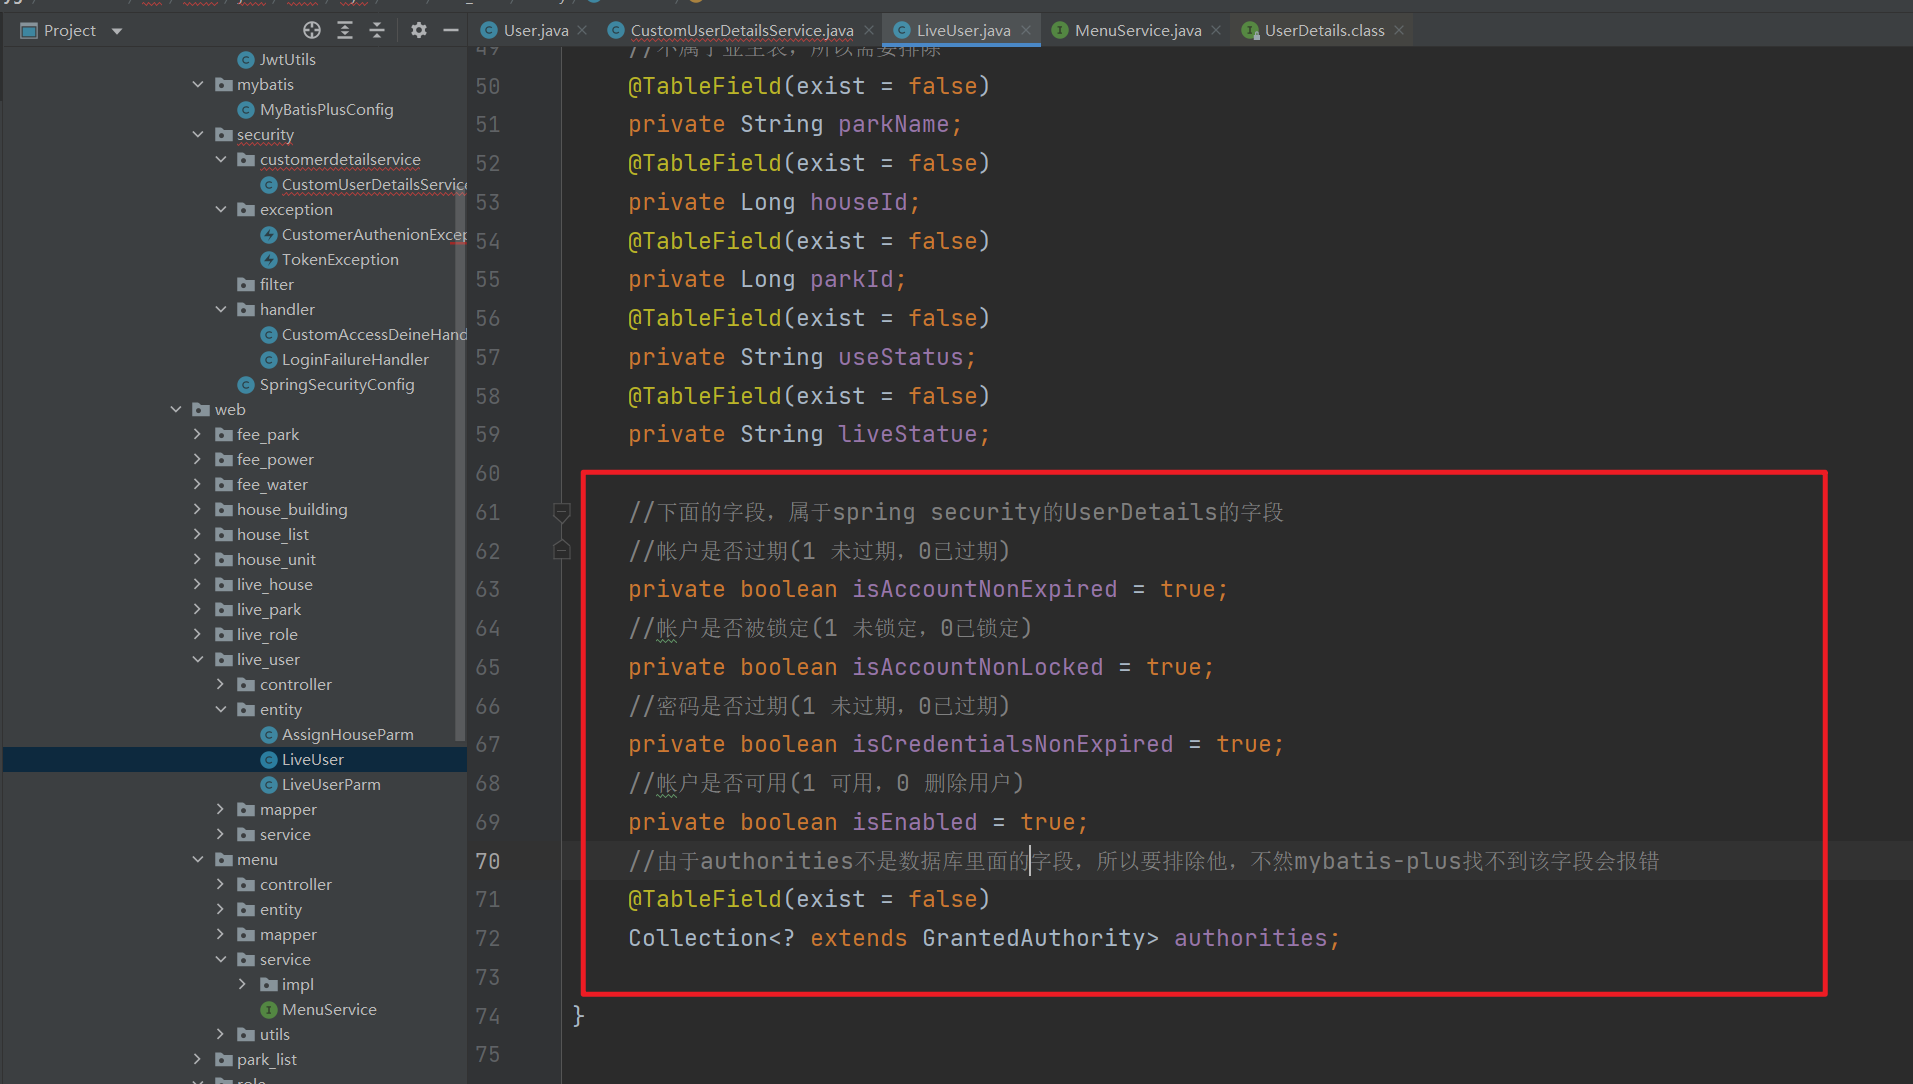 Project
User.java
CustomUserDetailsService.java
LiveUser.java
MenuService.java
UserDetails.class
JwtUtils
mybatis
MyBatisPlusConfig
security
customerdetailservice
CustomUserDetailsService
exception
CustomerAuthenionExcep
TokenException
filter
handler
CustomAccessDeineHand
LoginFailureHandler
SpringSecurityConfig
web
fee_park
fee_power
fee_water
house_building
house_list
house_unit
live_house
live_park
live_role
live_user
controller
entity
AssignHouseParm
LiveUser
LiveUserParm
mapper
service
menu
controller
entity
mapper
service
impl
MenuService
utils
park_list
role
49 //不属于业主表，所以需要排除
50 @TableField(exist = false)
51 private String parkName;
52 @TableField(exist = false)
53 private Long houseId;
54 @TableField(exist = false)
55 private Long parkId;
56 @TableField(exist = false)
57 private String useStatus;
58 @TableField(exist = false)
59 private String liveStatue;
60
61 //下面的字段，属于spring security的UserDetails的字段
62 //帐户是否过期(1 未过期，0已过期)
63 private boolean isAccountNonExpired = true;
64 //帐户是否被锁定(1 未锁定，0已锁定)
65 private boolean isAccountNonLocked = true;
66 //密码是否过期(1 未过期，0已过期)
67 private boolean isCredentialsNonExpired = true;
68 //帐户是否可用(1 可用，0 删除用户)
69 private boolean isEnabled = true;
70 //由于authorities不是数据库里面的字段，所以要排除他，不然mybatis-plus找不到该字段会报错
71 @TableField(exist = false)
72 Collection<? extends GrantedAuthority> authorities;
73
74 }
75